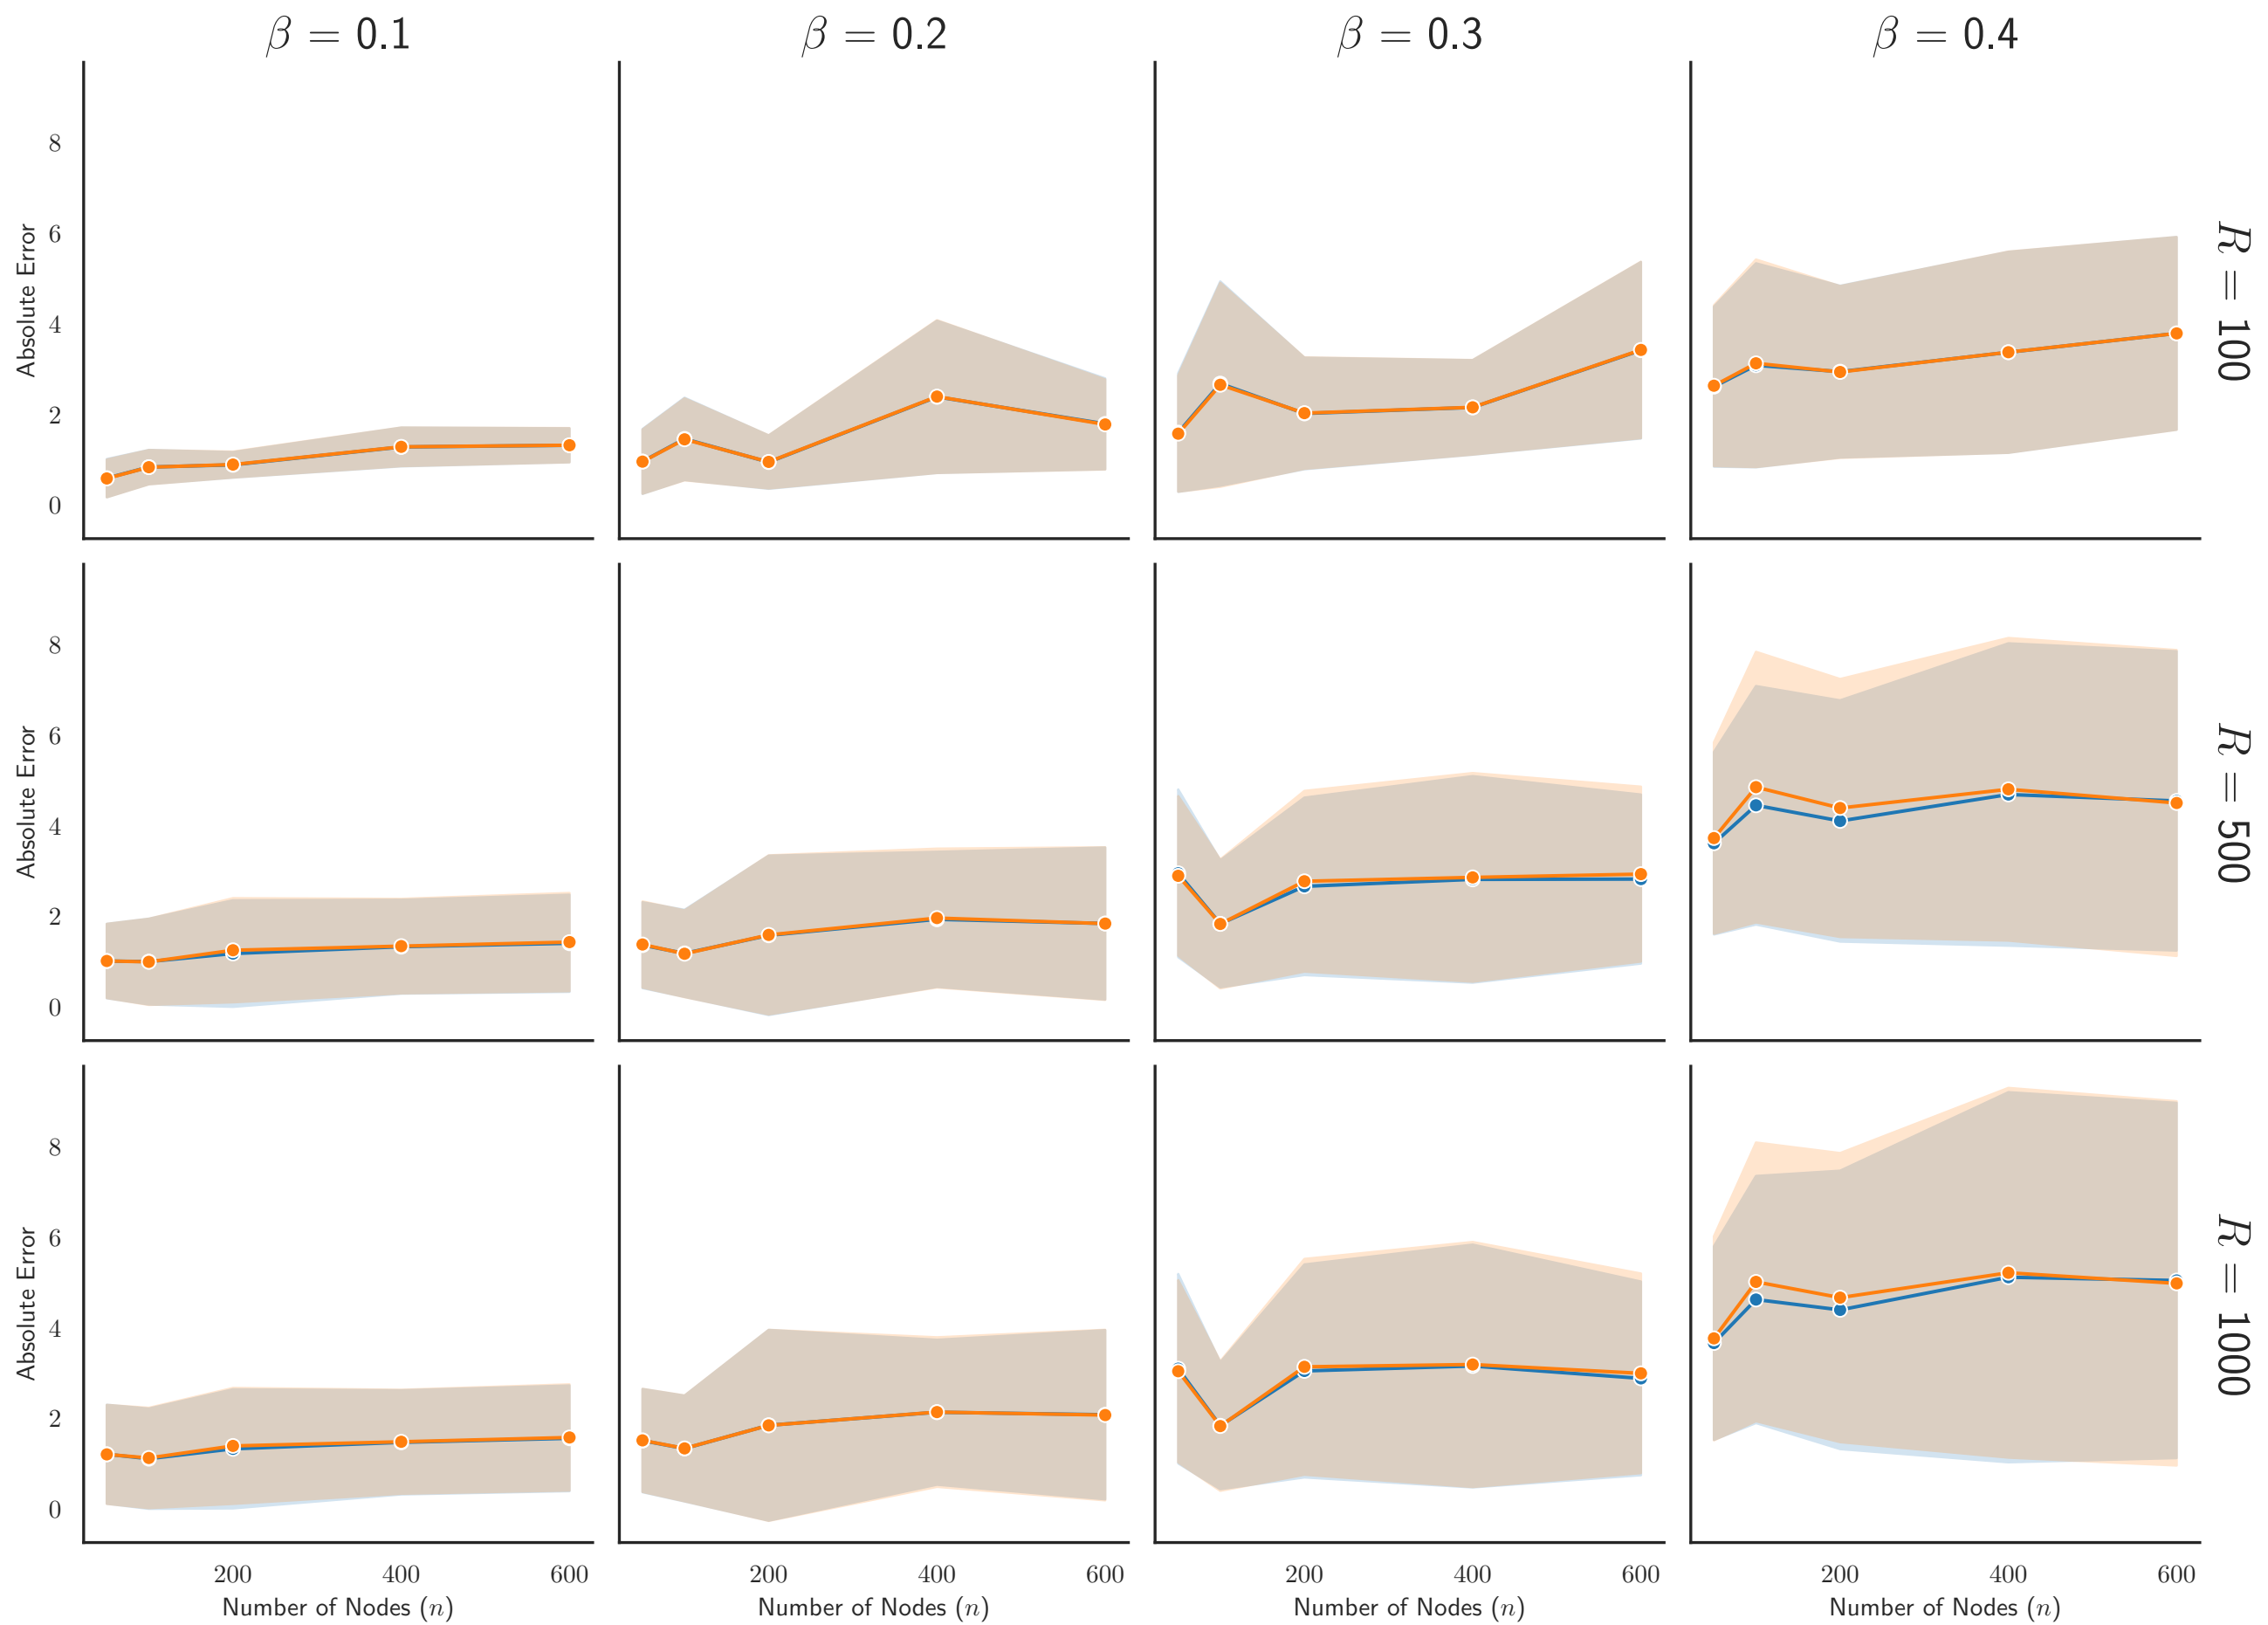 β = 0.1
β = 0.2
β = 0.3
β = 0.4
8
6
4
2
0
Absolute Error
R = 100
8
6
4
2
0
Absolute Error
R = 500
8
6
4
2
0
Absolute Error
R = 1000
200 400 600
200 400 600
200 400 600
200 400 600
Number of Nodes (n)
Number of Nodes (n)
Number of Nodes (n)
Number of Nodes (n)